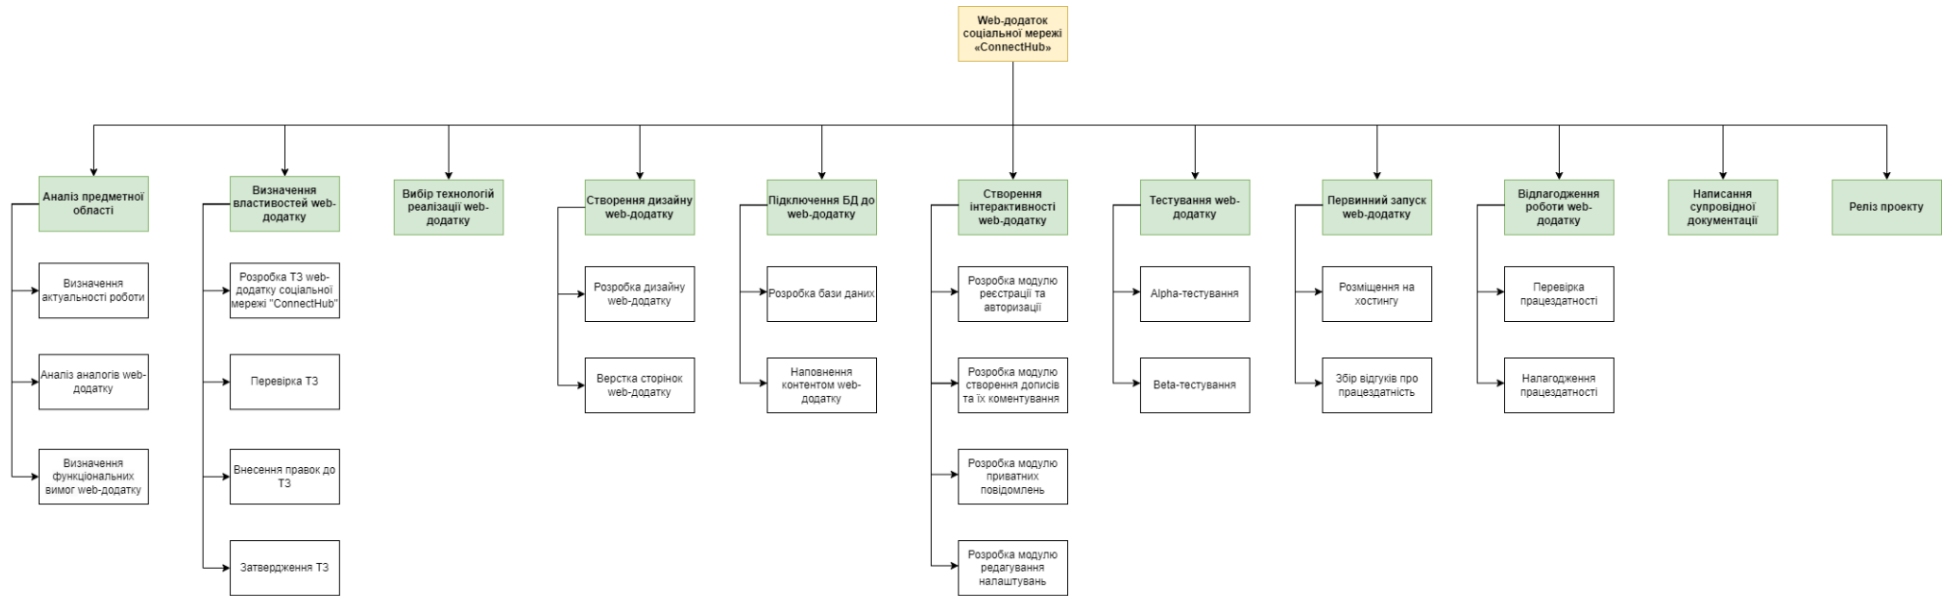 Web-додаток
соціальної мережі
«ConnectHub»
Аналіз предметної
області
Визначення
актуальності роботи
Аналіз аналогів web-
додатку
Визначення
функціональних
вимог web-додатку
Визначення
властивостей web-
додатку
Розробка ТЗ web-
додатку соціальної
мережі "ConnectHub"
Перевірка ТЗ
Внесення правок до
ТЗ
Затвердження ТЗ
Вибір технологій
реалізації web-
додатку
Створення дизайну
web-додатку
Розробка дизайну
web-додатку
Верстка сторінок
web-додатку
Підключення БД до
web-додатку
Розробка бази даних
Наповнення
контентом web-
додатку
Створення
інтерактивності
web-додатку
Розробка модулю
реєстрації та
авторизації
Розробка модулю
створення дописів
та їх коментування
Розробка модулю
приватних
повідомлень
Розробка модулю
редагування
налаштувань
Тестування web-
додатку
Alpha-тестування
Beta-тестування
Первинний запуск
web-додатку
Розміщення на
хостингу
Збір відгуків про
працездатність
Відлагодження
роботи web-
додатку
Перевірка
працездатності
Налагодження
працездатності
Написання
супровідної
документації
Реліз проекту